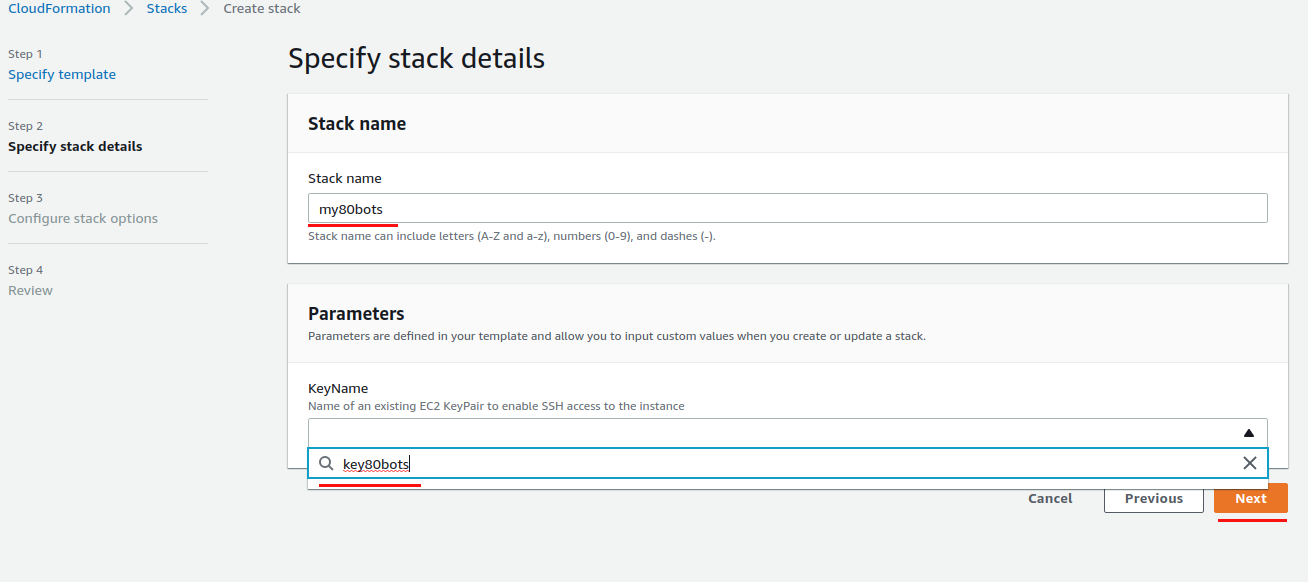 CloudFormation > Stacks > Create stack
Step 1
Specify template
Step 2
Specify stack details
Step 3
Configure stack options
Step 4
Review
Specify stack details
Stack name
Stack name
my80bots
Stack name can include letters (A-Z and a-z), numbers (0-9), and dashes (-).
Parameters
Parameters are defined in your template and allow you to input custom values when you create or update a stack.
KeyName
Name of an existing EC2 KeyPair to enable SSH access to the instance
key80bots
Cancel Previous Next